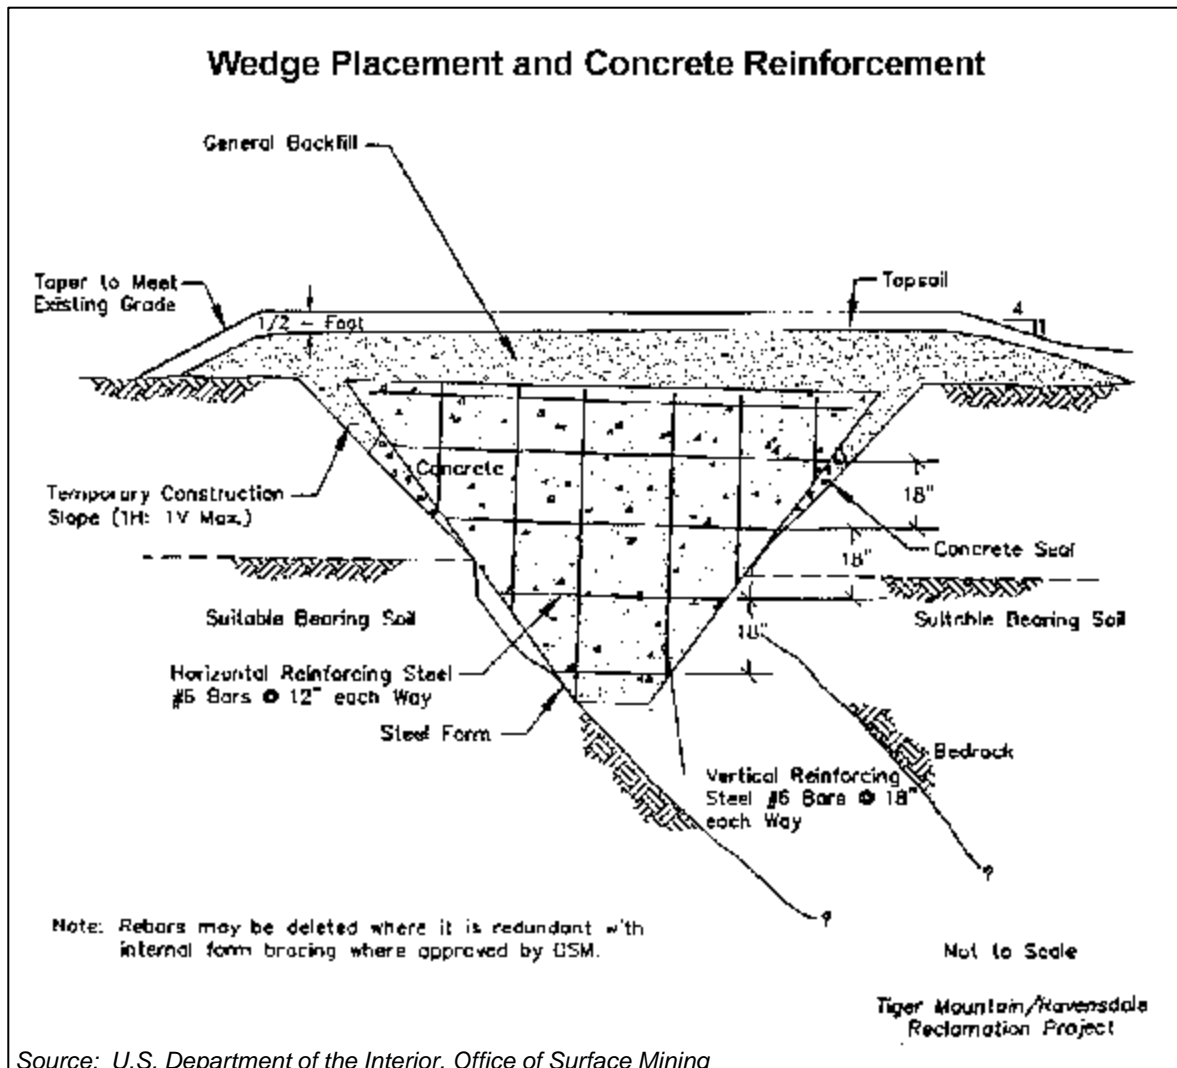 Wedge Placement and Concrete Reinforcement
General Backfill
Taper to Meet
Existing Grade
1/2 - Foot
Topsoil
4
1
Concrete
Temporary Construction
Slope (1H: 1V Max.)
18"
Concrete Seal
18"
Suitable Bearing Soil
Suitable Bearing Soil
18"
Horizontal Reinforcing Steel
#6 Bars @ 12" each Way
Steel Form
Bedrock
Vertical Reinforcing
Steel #6 Bars @ 18"
each Way
?
?
Note: Rebars may be deleted where it is redundant with
internal form bracing where approved by OSM.
Not to Scale
Tiger Mountain/Ravensdale
Reclamation Project
Source: U.S. Department of the Interior, Office of Surface Mining